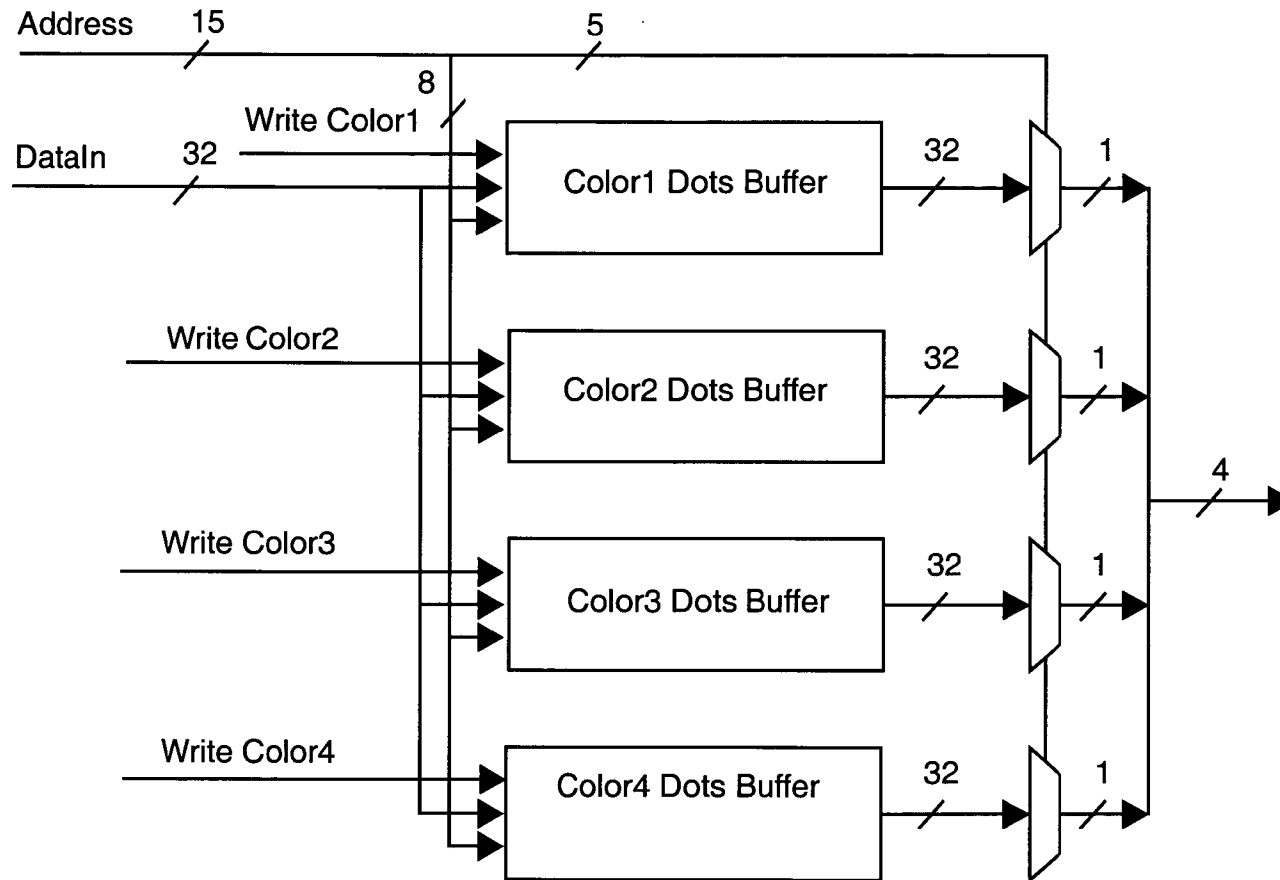 Address 15 5
8
Write Color1
DataIn 32
Color1 Dots Buffer 32 1
Write Color2
Color2 Dots Buffer 32 1
4
Write Color3
Color3 Dots Buffer 32 1
Write Color4
Color4 Dots Buffer 32 1